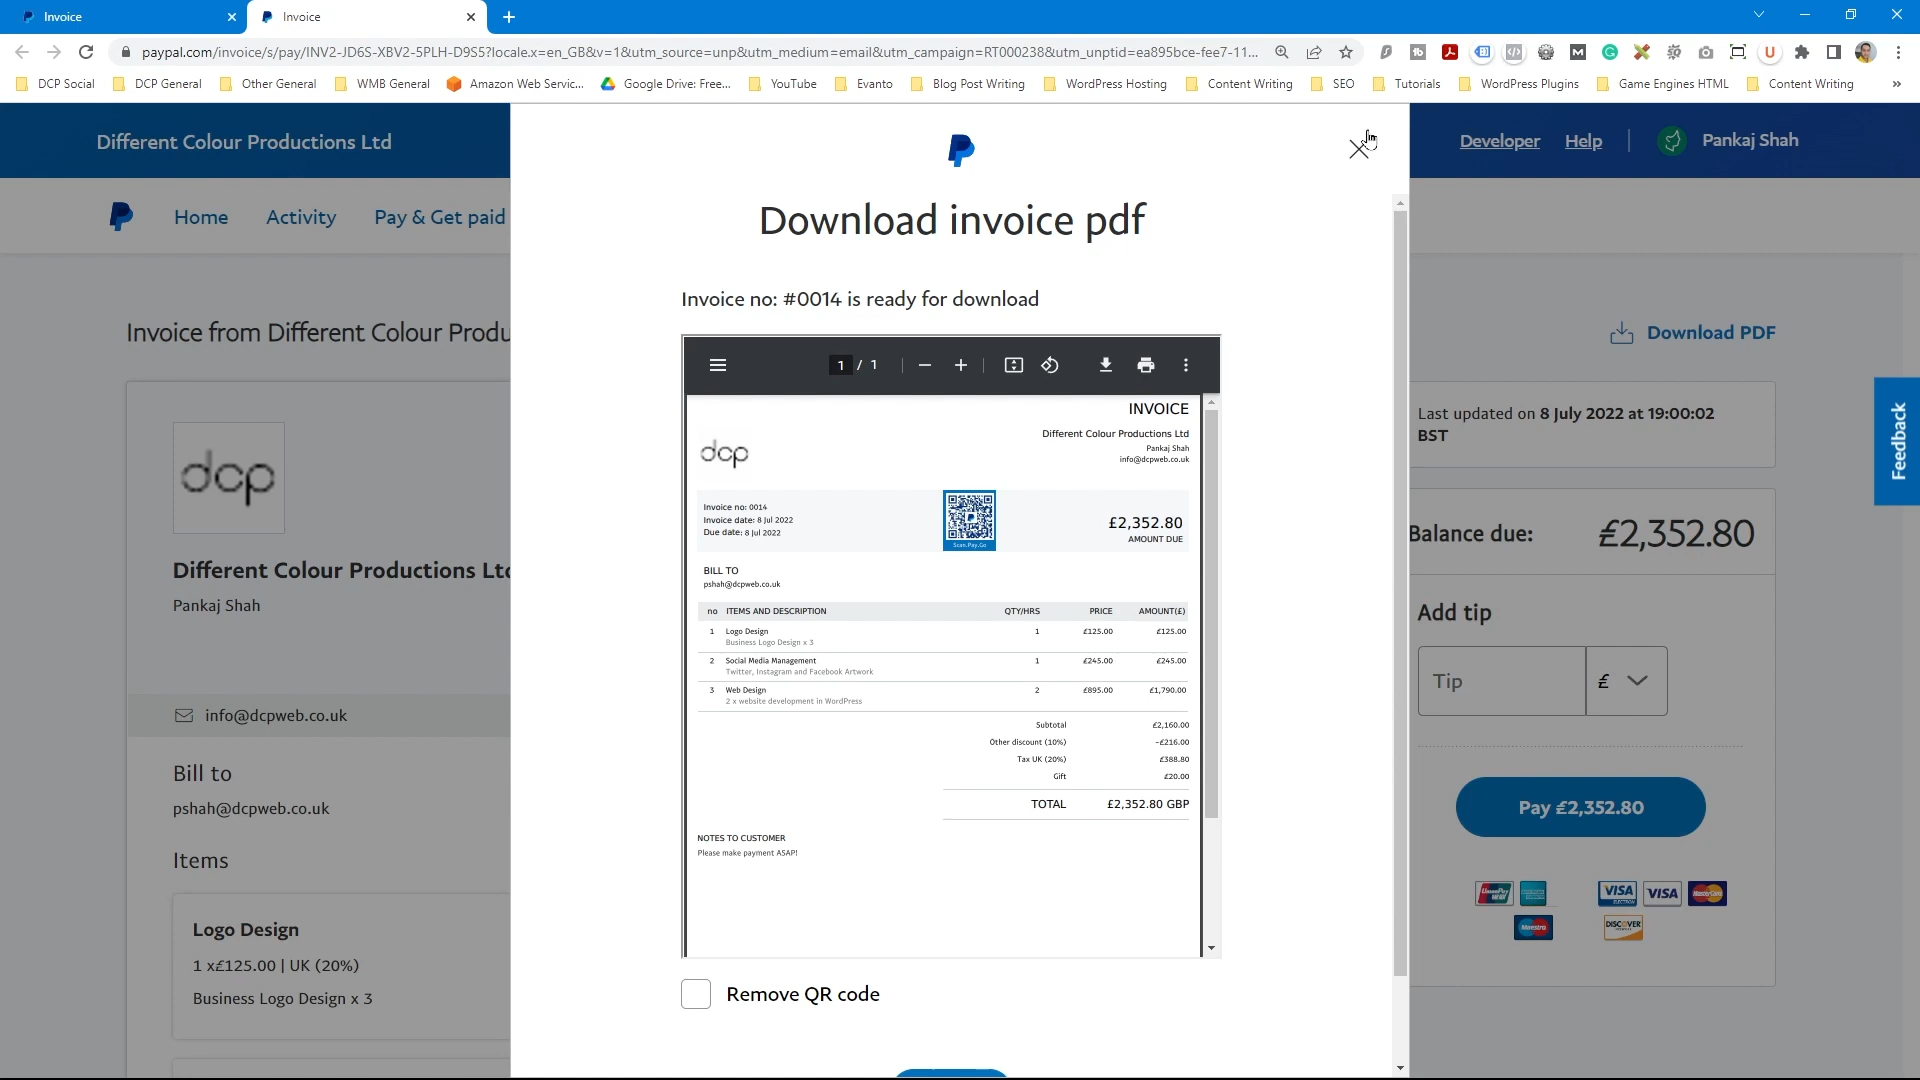 Invoice
Invoice
paypal.com/invoice/s/pay/INV2-JD6S-XBV2-5PLH-D9S5?locale.x=en_GB&v=1&utm_source=unp&utm_medium=email&utm_campaign=RT000238&utm_unptid=ea895bce-fee7-11...
DCP Social
DCP General
Other General
WMB General
Amazon Web Servic...
Google Drive: Free...
YouTube
Evanto
Blog Post Writing
WordPress Hosting
Content Writing
SEO
Tutorials
WordPress Plugins
Game Engines HTML
Content Writing
»
Different Colour Productions Ltd
Developer
Help
Pankaj Shah
Home
Activity
Pay & Get paid
Download invoice pdf
Invoice no: #0014 is ready for download
1 / 1
INVOICE
Different Colour Productions Ltd
Pankaj Shah
info@dcpweb.co.uk
dcp
Invoice no: 0014
Invoice date: 8 Jul 2022
Due date: 8 Jul 2022
Scan.Pay.Go
£2,352.80
AMOUNT DUE
BILL TO
pshah@dcpweb.co.uk
no ITEMS AND DESCRIPTION QTY/HRS PRICE AMOUNT(£)
1 Logo Design 1 £125.00 £125.00
Business Logo Design x 3
2 Social Media Management 1 £245.00 £245.00
Twitter, Instagram and Facebook Artwork
3 Web Design 2 £895.00 £1,790.00
2 x website development in WordPress
Subtotal £2,160.00
Other discount (10%) -£216.00
Tax UK (20%) £388.80
Gift £20.00
TOTAL £2,352.80 GBP
NOTES TO CUSTOMER
Please make payment ASAP!
Remove QR code
Invoice from Different Colour Produ
dcp
Different Colour Productions Ltd
Pankaj Shah
info@dcpweb.co.uk
Bill to
pshah@dcpweb.co.uk
Items
Logo Design
1 x£125.00 | UK (20%)
Business Logo Design x 3
Download PDF
Last updated on 8 July 2022 at 19:00:02
BST
Balance due: £2,352.80
Add tip
Tip £
Pay £2,352.80
UnionPay
VISA
ELECTRON
VISA
MasterCard
Maestro
DISCOVER
Feedback